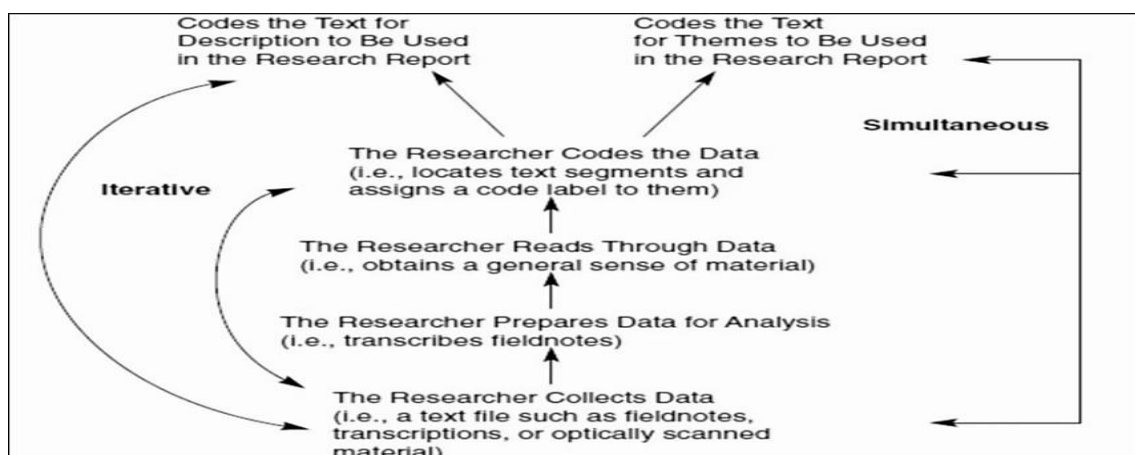 Codes the Text for
Description to Be Used
in the Research Report
Codes the Text
for Themes to Be Used
in the Research Report
Simultaneous
The Researcher Codes the Data
(i.e., locates text segments and
assigns a code label to them)
Iterative
The Researcher Reads Through Data
(i.e., obtains a general sense of material)
The Researcher Prepares Data for Analysis
(i.e., transcribes fieldnotes)
The Researcher Collects Data
(i.e., a text file such as fieldnotes,
transcriptions, or optically scanned
material)